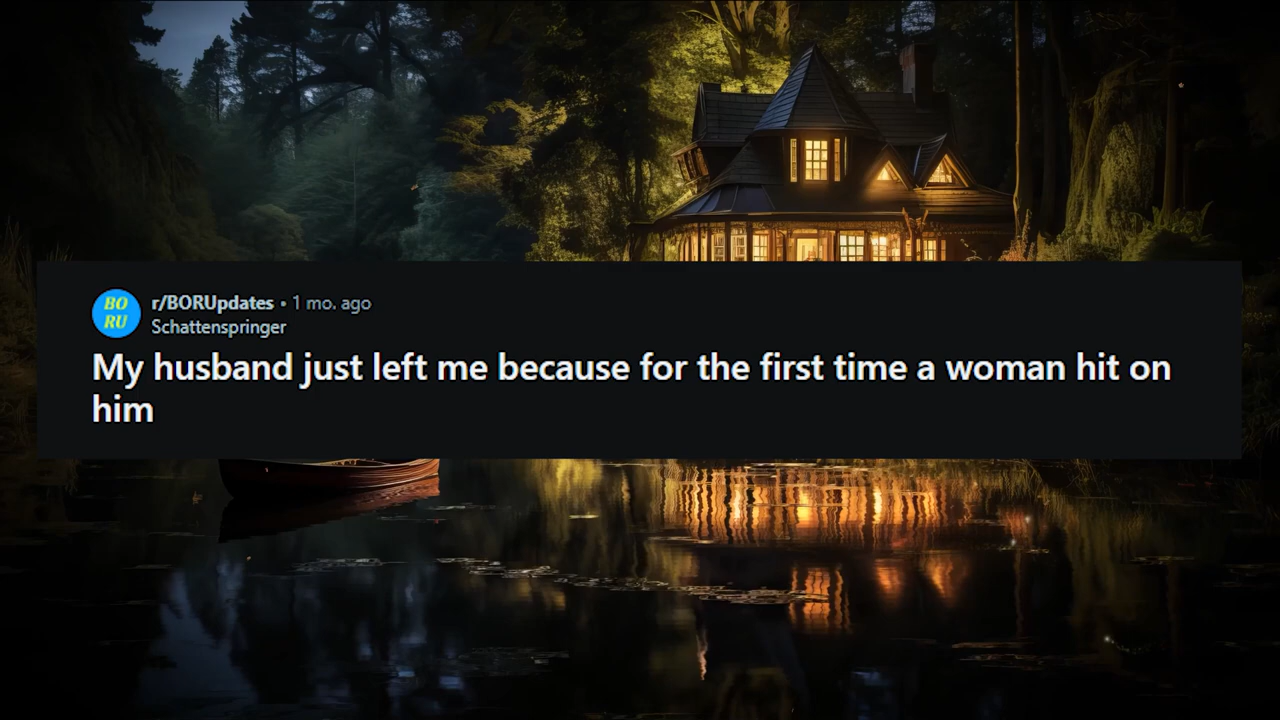 BO
RU
r/BORUpdates • 1 mo. ago
Schattenspringer
My husband just left me because for the first time a woman hit on
him